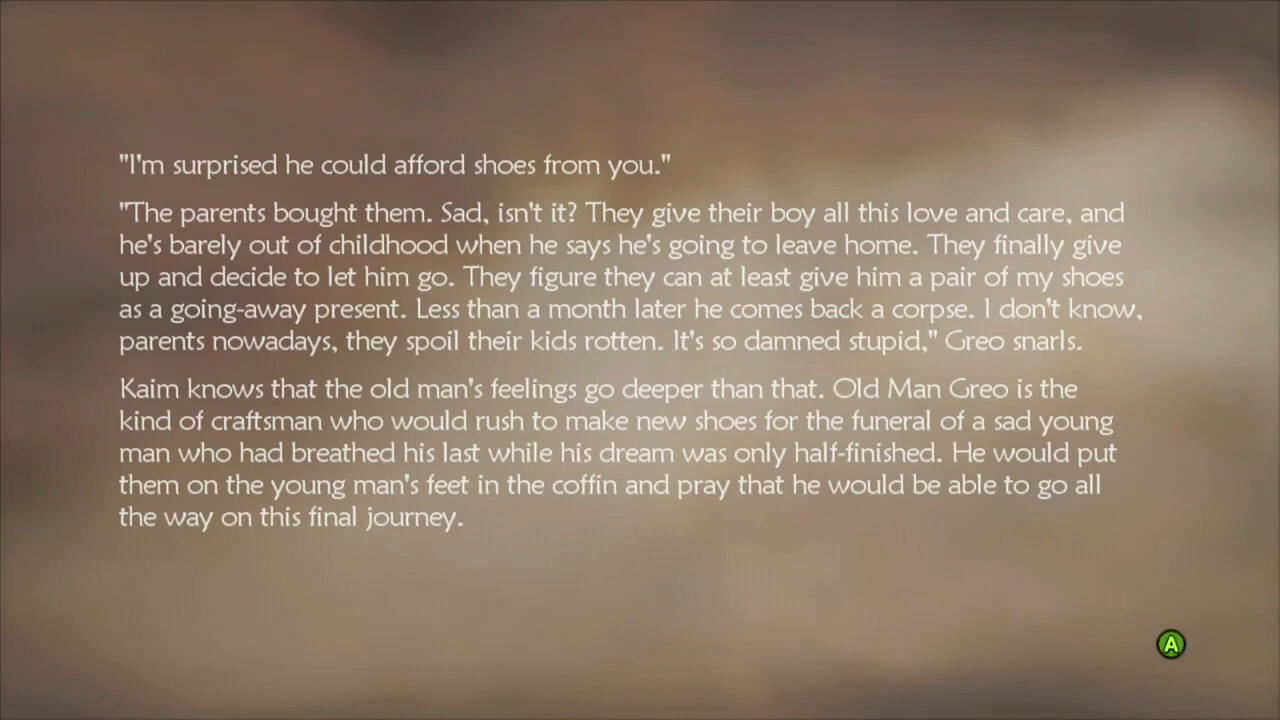 "I'm surprised he could afford shoes from you."
"The parents bought them. Sad, isn't it? They give their boy all this love and care, and
he's barely out of childhood when he says he's going to leave home. They finally give
up and decide to let him go. They figure they can at least give him a pair of my shoes
as a going-away present. Less than a month later he comes back a corpse. I don't know,
parents nowadays, they spoil their kids rotten. It's so damned stupid," Greo snarls.
Kaim knows that the old man's feelings go deeper than that. Old Man Greo is the
kind of craftsman who would rush to make new shoes for the funeral of a sad young
man who had breathed his last while his dream was only half-finished. He would put
them on the young man's feet in the coffin and pray that he would be able to go all
the way on this final journey.
A